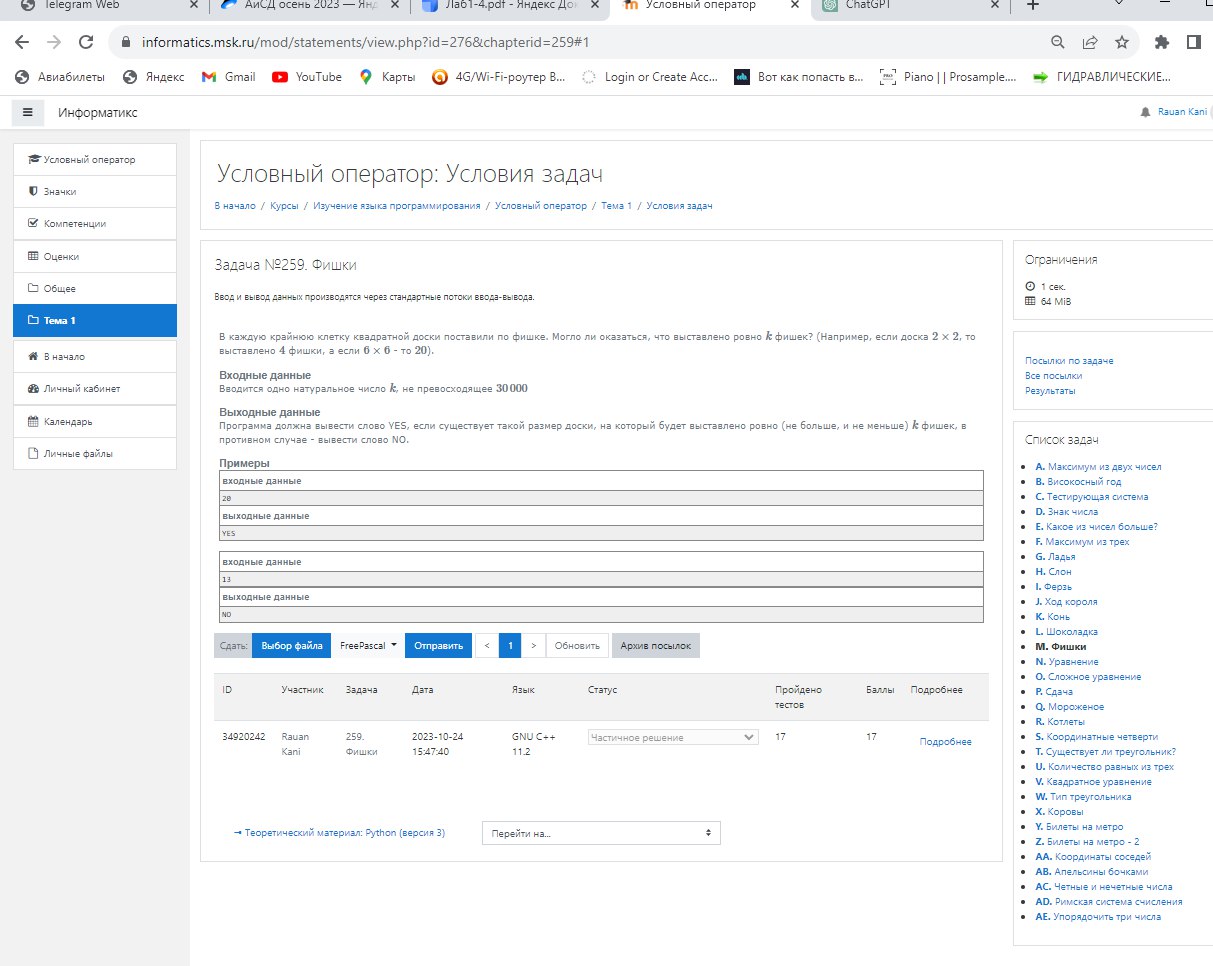 Telegram Web
АиСД осень 2023 — Янд
Лаб1-4.pdf - Яндекс Док
Условный оператор
ChatGPT
informatics.msk.ru/mod/statements/view.php?id=276&chapterid=259#1
Авиабилеты
Яндекс
Gmail
YouTube
Карты
4G/Wi-Fi-роутер B...
Login or Create Acc...
Вот как попасть в...
Piano | | Prosample....
ГИДРАВЛИЧЕСКИЕ...
Информатикс
Rauan Kani
Условный оператор
Значки
Компетенции
Оценки
Общее
Тема 1
В начало
Личный кабинет
Календарь
Личные файлы
Условный оператор: Условия задач
В начало / Курсы / Изучение языка программирования / Условный оператор / Тема 1 / Условия задач
Задача №259. Фишки
Ввод и вывод данных производятся через стандартные потоки ввода-вывода.
В каждую крайнюю клетку квадратной доски поставили по фишке. Могло ли оказаться, что выставлено ровно k фишек? (Например, если доска 2 × 2, то
выставлено 4 фишки, а если 6 × 6 - то 20).
Входные данные
Вводится одно натуральное число k, не превосходящее 30 000
Выходные данные
Программа должна вывести слово YES, если существует такой размер доски, на который будет выставлено ровно (не больше, и не меньше) k фишек, в
противном случае - вывести слово NO.
Примеры
входные данные
20
выходные данные
YES
входные данные
13
выходные данные
NO
Сдать: Выбор файла FreePascal Отправить < 1 > Обновить Архив посылок
ID Участник Задача Дата Язык Статус Пройдено Баллы Подробнее
тестов
34920242 Rauan 259. 2023-10-24 GNU C++ Частичное решение 17 17 Подробнее
Kani Фишки 15:47:40 11.2
→ Теоретический материал: Python (версия 3)
Перейти на...
Ограничения
1 сек.
64 MiB
Посылки по задаче
Все посылки
Результаты
Список задач
A. Максимум из двух чисел
B. Високосный год
C. Тестирующая система
D. Знак числа
E. Какое из чисел больше?
F. Максимум из трех
G. Ладья
H. Слон
I. Ферзь
J. Ход короля
K. Конь
L. Шоколадка
M. Фишки
N. Уравнение
O. Сложное уравнение
P. Сдача
Q. Мороженое
R. Котлеты
S. Координатные четверти
T. Существует ли треугольник?
U. Количество равных из трех
V. Квадратное уравнение
W. Тип треугольника
X. Коровы
Y. Билеты на метро
Z. Билеты на метро - 2
AA. Координаты соседей
AB. Апельсины бочками
AC. Четные и нечетные числа
AD. Римская система счисления
AE. Упорядочить три числа